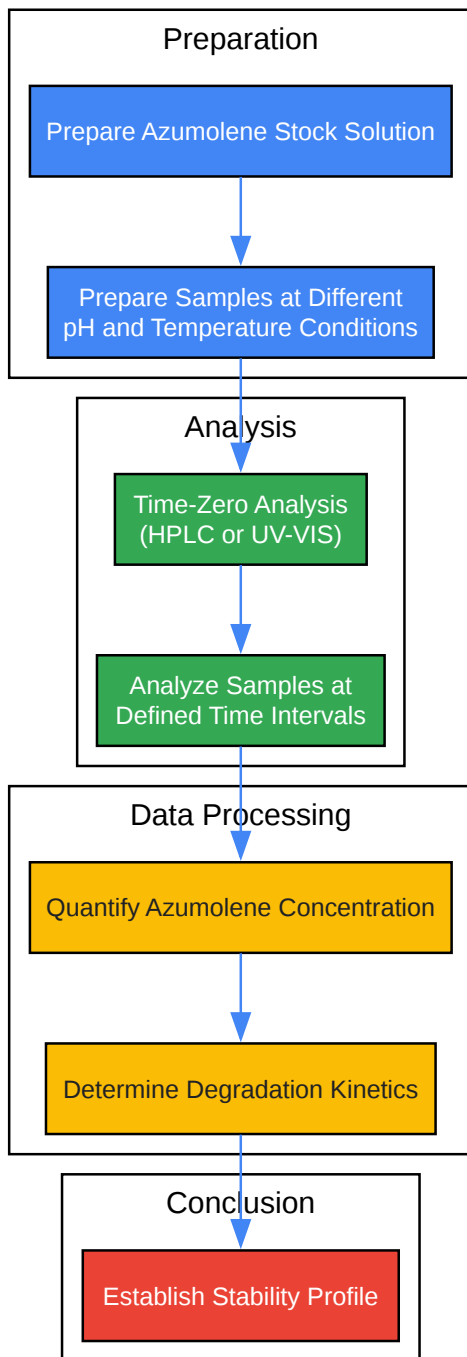 Preparation
Prepare Azumolene Stock Solution
Prepare Samples at Different
pH and Temperature Conditions
Analysis
Time-Zero Analysis
(HPLC or UV-VIS)
Analyze Samples at
Defined Time Intervals
Data Processing
Quantify Azumolene Concentration
Determine Degradation Kinetics
Conclusion
Establish Stability Profile